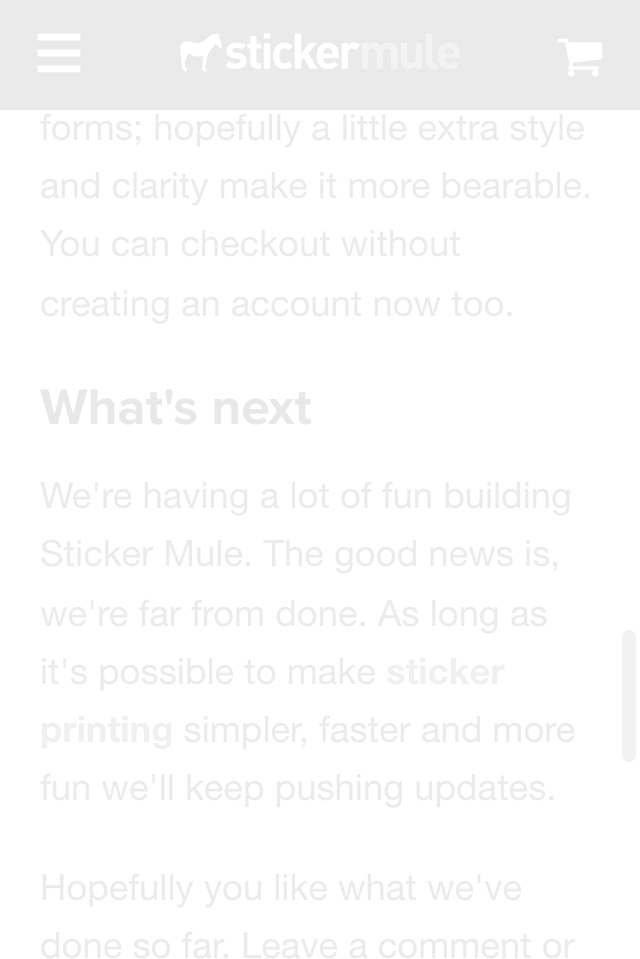 stickermule
forms; hopefully a little extra style
and clarity make it more bearable.
You can checkout without
creating an account now too.
What's next
We're having a lot of fun building
Sticker Mule. The good news is,
we're far from done. As long as
it's possible to make sticker
printing simpler, faster and more
fun we'll keep pushing updates.
Hopefully you like what we've
done so far. Leave a comment or